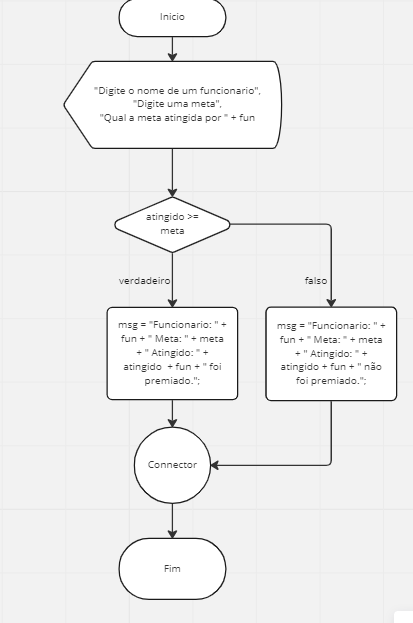 Inicio
"Digite o nome de um funcionario",
"Digite uma meta",
"Qual a meta atingida por " + fun
atingido >=
meta
verdadeiro
falso
msg = "Funcionario: " +
fun + " Meta: " + meta
+ " Atingido: " +
atingido + fun + " foi
premiado.";
msg = "Funcionario: " +
fun + " Meta: " + meta
+ " Atingido: " +
atingido + fun + " não
foi premiado.";
Connector
Fim